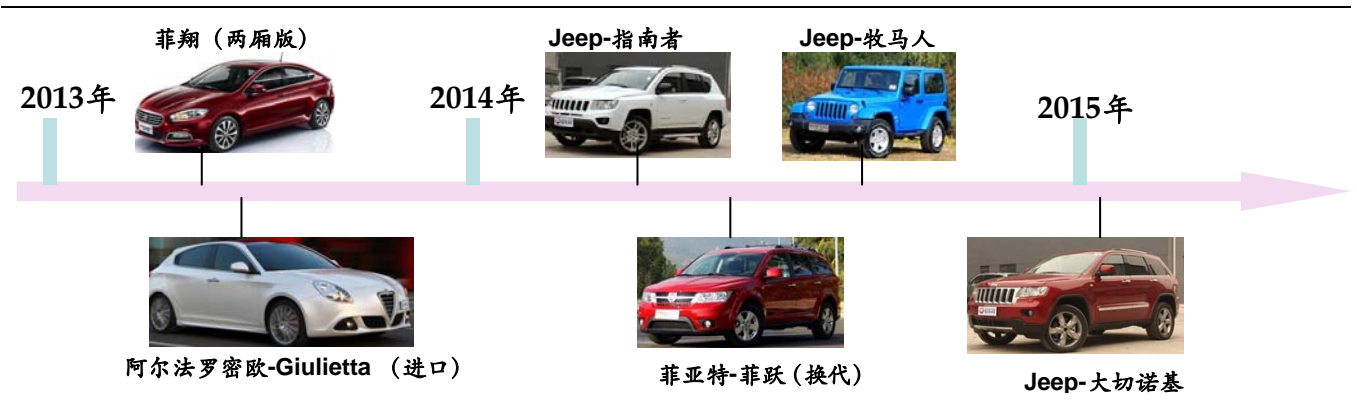 菲翔（两厢版）
Jeep-指南者
Jeep-牧马人
2013年
2014年
2015年
阿尔法罗密欧-Giulietta （进口）
菲亚特-菲跃（换代）
Jeep-大切诺基